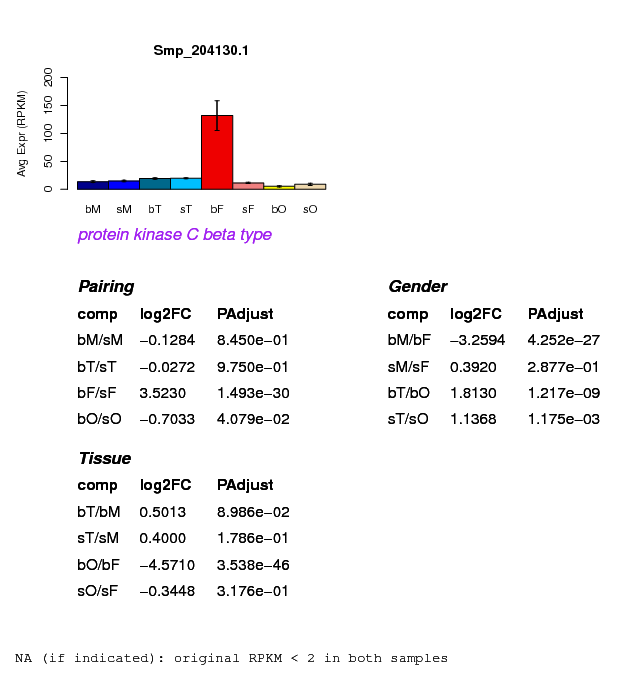 Smp_204130.1
Avg Expr (RPKM)
200
150
100
50
0
bM sM bT sT bF sF bO sO
protein kinase C beta type
Pairing
comp log2FC PAdjust
bM/sM −0.1284 8.450e−01
bT/sT −0.0272 9.750e−01
bF/sF 3.5230 1.493e−30
bO/sO −0.7033 4.079e−02
Gender
comp log2FC PAdjust
bM/bF −3.2594 4.252e−27
sM/sF 0.3920 2.877e−01
bT/bO 1.8130 1.217e−09
sT/sO 1.1368 1.175e−03
Tissue
comp log2FC PAdjust
bT/bM 0.5013 8.986e−02
sT/sM 0.4000 1.786e−01
bO/bF −4.5710 3.538e−46
sO/sF −0.3448 3.176e−01
NA (if indicated): original RPKM < 2 in both samples